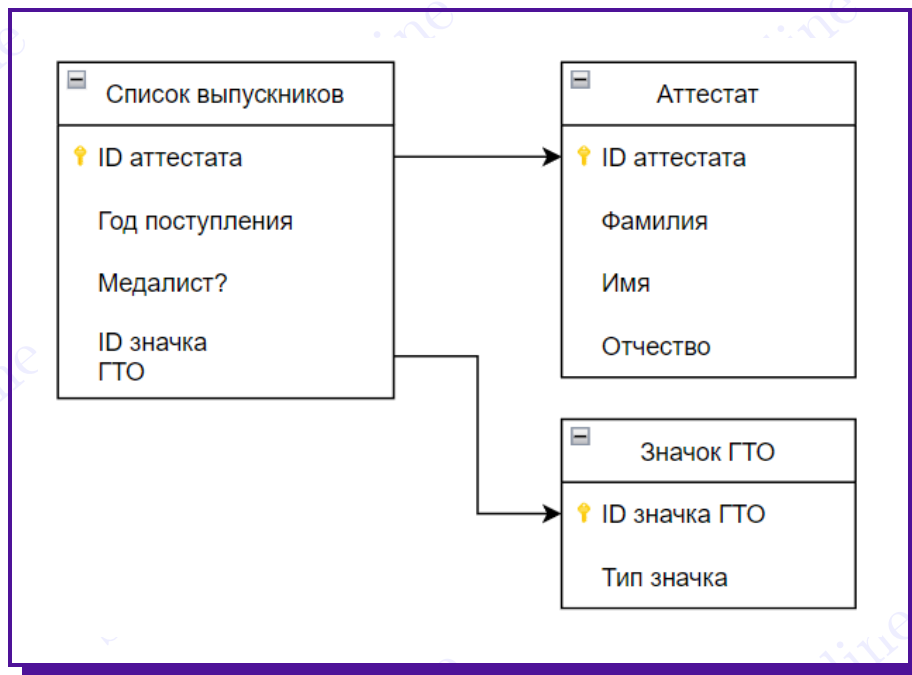 Список выпускников
ID аттестата
Год поступления
Медалист?
ID значка
ГТО
Аттестат
ID аттестата
Фамилия
Имя
Отчество
Значок ГТО
ID значка ГТО
Тип значка